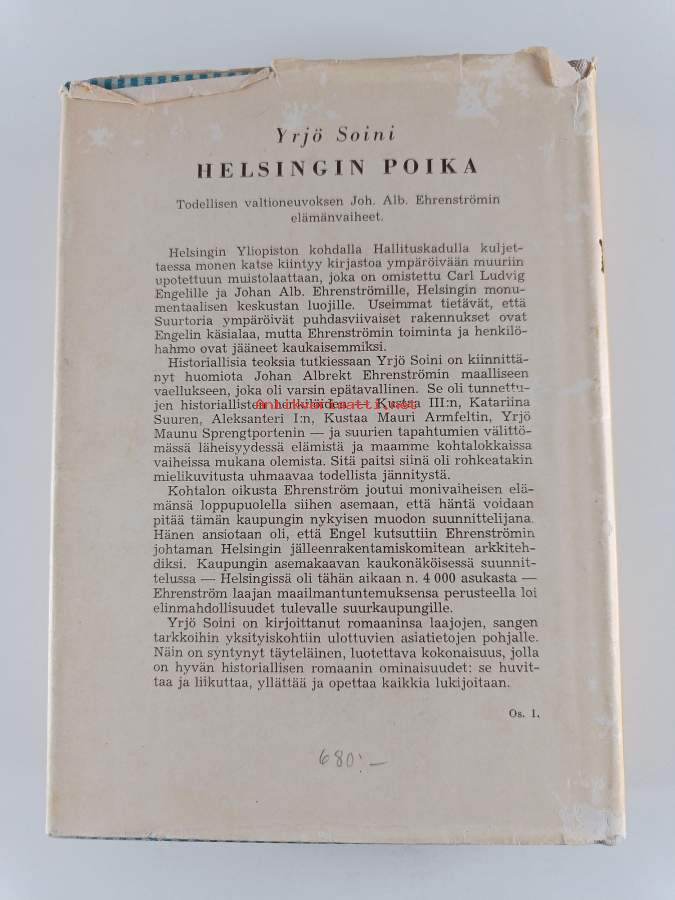 Yrjö Soini
HELSINGIN POIKA
Todellisen valtioneuvoksen Joh. Alb. Ehrenströmin
elämänvaiheet.
Helsingin Yliopiston kohdalla Hallituskadulla kuljet-
taessa monen katse kiintyy kirjastoa ympäröivään muuriin
upotettuun muistolaattaan, joka on omistettu Carl Ludvig
Engelille ja Johan Alb. Ehrenströmille, Helsingin monu-
mentaalisen keskustan luojille. Useimmat tietävät, että
Suurtoria ympäröivät puhdasviivaiset rakennukset ovat
Engelin käsialaa, mutta Ehrenströmin toiminta ja henkilö-
hahmo ovat jääneet kaukaisemmiksi.
Historiallisia teoksia tutkiessaan Yrjö Soini on kiinnittä-
nyt huomiota Johan Albrekt Ehrenströmin maalliseen
vaellukseen, joka oli varsin epätavallinen. Se oli tunnettu-
jen historiallisten henkilöiden — Kustaa III:n, Katariina
Suuren, Aleksanteri I:n, Kustaa Mauri Armfeltin, Yrjö
Maunu Sprengtportenin — ja suurien tapahtumien välittö-
mässä läheisyydessä elämistä ja maamme kohtalokkaissa
vaiheissa mukana olemista. Sitä paitsi siinä oli rohkeatakin
mielikuvitusta uhmaavaa todellista jännitystä.
Kohtalon oikusta Ehrenström joutui monivaiheisen elä-
mänsä loppupuolella siihen asemaan, että häntä voidaan
pitää tämän kaupungin nykyisen muodon suunnittelijana.
Hänen ansiotaan oli, että Engel kutsuttiin Ehrenströmin
johtaman Helsingin jälleenrakentamiskomitean arkkiteh-
diksi. Kaupungin asemakaavan kaukonäköisessä suunnit-
telussa — Helsingissä oli tähän aikaan n. 4 000 asukasta —
Ehrenström laajan maailmantuntemuksensa perusteella loi
elinmahdollisuudet tulevalle suurkaupungille.
Yrjö Soini on kirjoittanut romaaninsa laajojen, sangen
tarkkoihin yksityiskohtiin ulottuvien asiatietojen pohjalle.
Näin on syntynyt täyteläinen, luotettava kokonaisuus, jolla
on hyvän historiallisen romaanin ominaisuudet: se huvit-
taa ja liikuttaa, yllättää ja opettaa kaikkia lukijoitaan.
Os. 1.
680:—